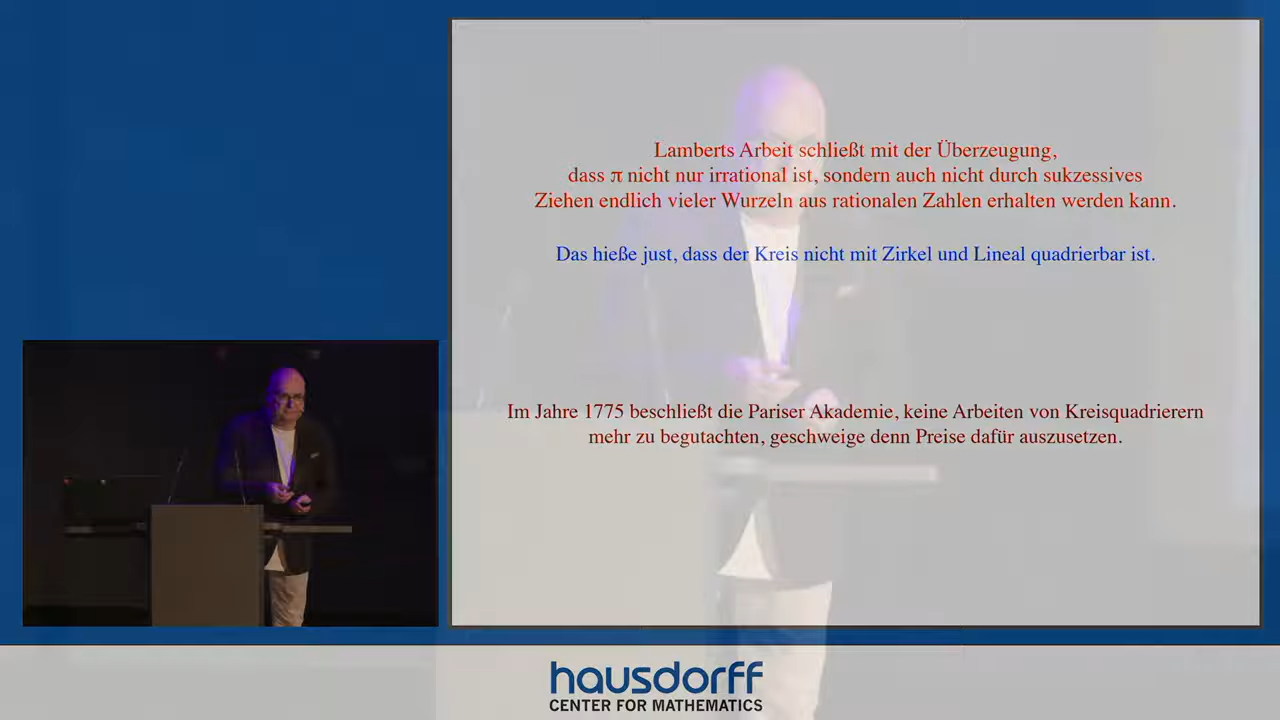 Lamberts Arbeit schließt mit der Überzeugung,
dass π nicht nur irrational ist, sondern auch nicht durch sukzessives
Ziehen endlich vieler Wurzeln aus rationalen Zahlen erhalten werden kann.
Das hieße just, dass der Kreis nicht mit Zirkel und Lineal quadrierbar ist.
Im Jahre 1775 beschließt die Pariser Akademie, keine Arbeiten von Kreisquadrierern
mehr zu begutachten, geschweige denn Preise dafür auszusetzen.
hausdorff
CENTER FOR MATHEMATICS